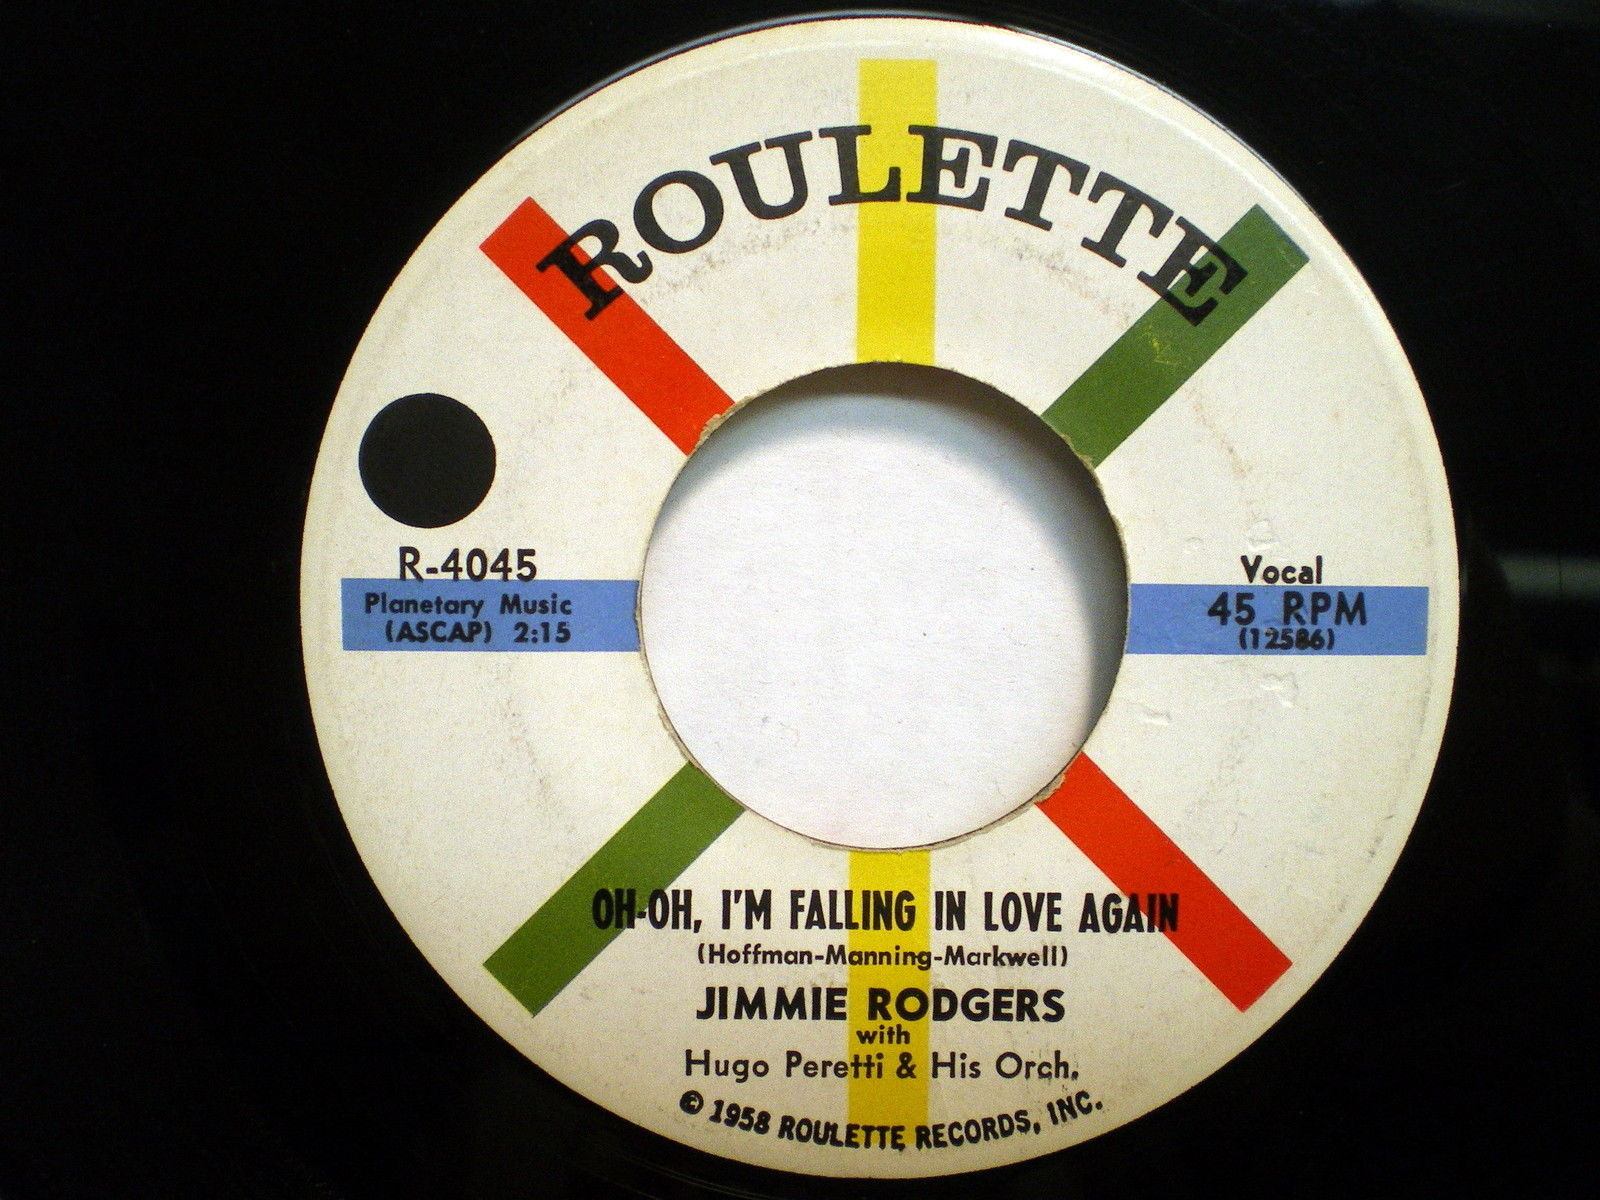 ROULETTE
R-4045
Planetary Music
(ASCAP) 2:15
Vocal
45 RPM
(12586)
OH-OH, I'M FALLING IN LOVE AGAIN
(Hoffman-Manning-Markwell)
JIMMIE RODGERS
with
Hugo Peretti & His Orch.
© 1958 ROULETTE RECORDS, INC.